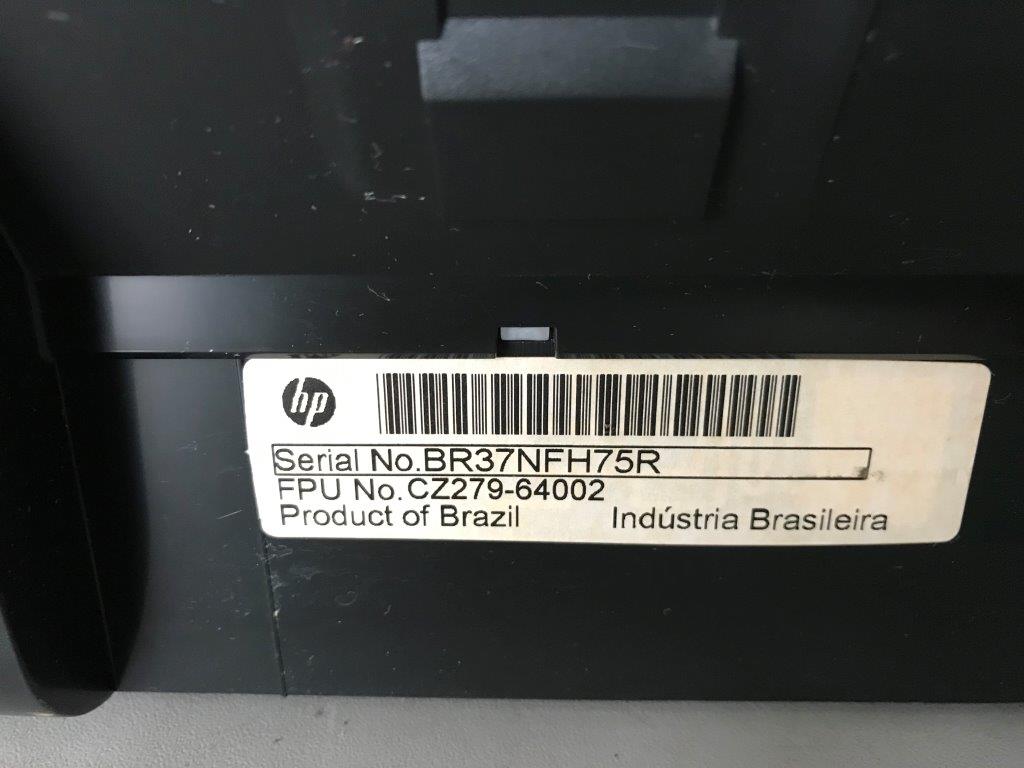 hp
Serial No.BR37NFH75R
FPU No.CZ279-64002
Product of Brazil Indústria Brasileira